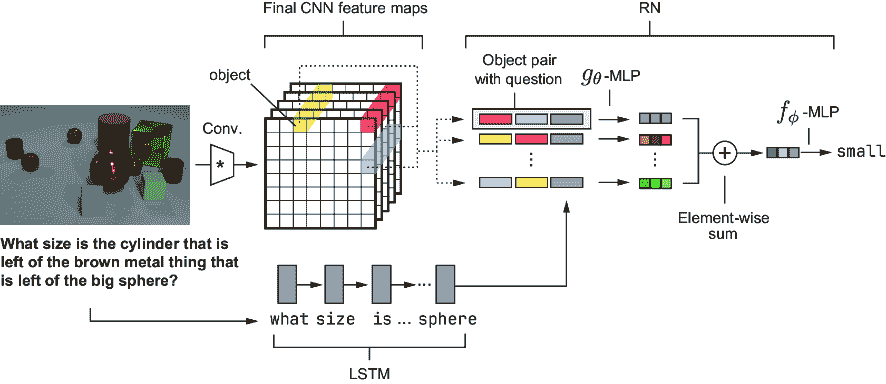 Final CNN feature maps
RN
object
Object pair
with question
gθ-MLP
Conv.
*
fϕ-MLP
small
+
Element-wise
sum
What size is the cylinder that is
left of the brown metal thing that
is left of the big sphere?
...
what size is ... sphere
LSTM